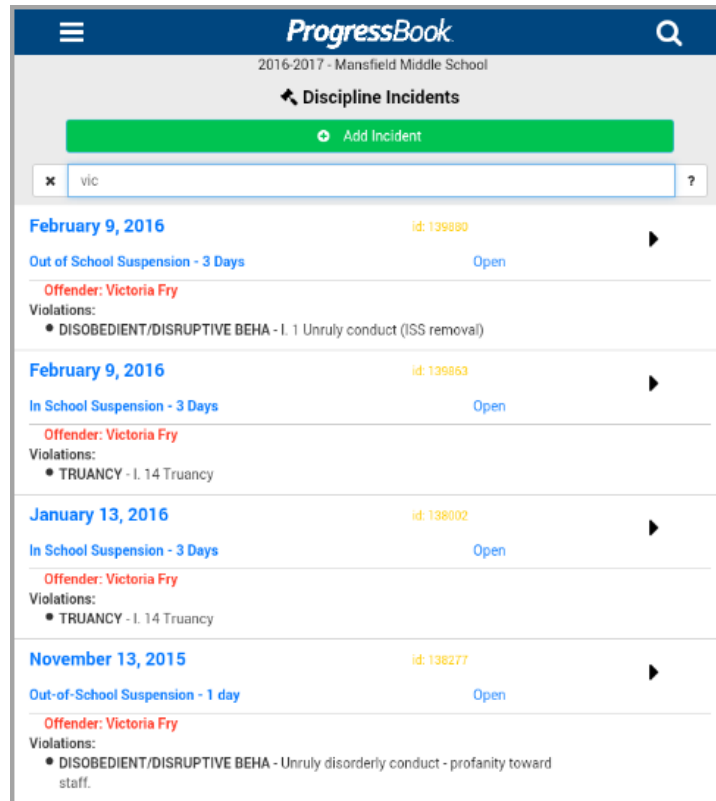 ProgressBook
2016-2017 - Mansfield Middle School
Discipline Incidents
Add Incident
vic
?
February 9, 2016 id: 139880
Out of School Suspension - 3 Days Open
Offender: Victoria Fry
Violations:
• DISOBEDIENT/DISRUPTIVE BEHA - I. 1 Unruly conduct (ISS removal)
February 9, 2016 id: 139863
In School Suspension - 3 Days Open
Offender: Victoria Fry
Violations:
• TRUANCY - I. 14 Truancy
January 13, 2016 id: 138002
In School Suspension - 3 Days Open
Offender: Victoria Fry
Violations:
• TRUANCY - I. 14 Truancy
November 13, 2015 id: 138277
Out-of-School Suspension - 1 day Open
Offender: Victoria Fry
Violations:
• DISOBEDIENT/DISRUPTIVE BEHA - Unruly disorderly conduct - profanity toward
staff.